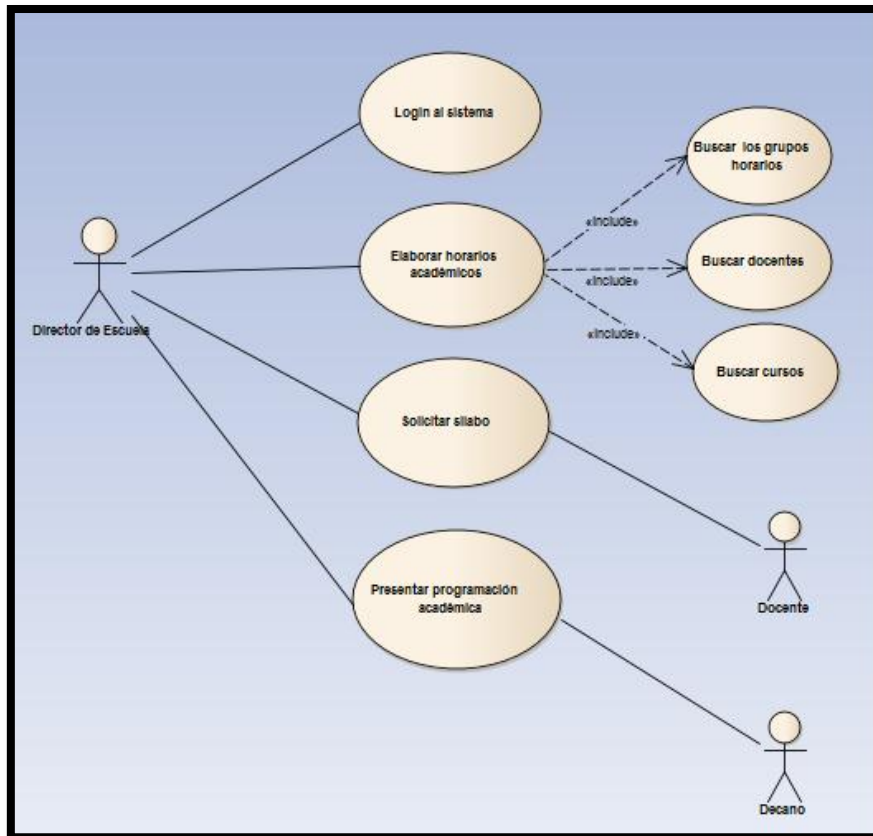 Login al sistema
Buscar los grupos
horarios
«include»
Elaborar horarios
académicos
Buscar docentes
«include»
Director de Escuela
«include»
Buscar cursos
Solicitar silabo
Docente
Presentar programación
académica
Decano